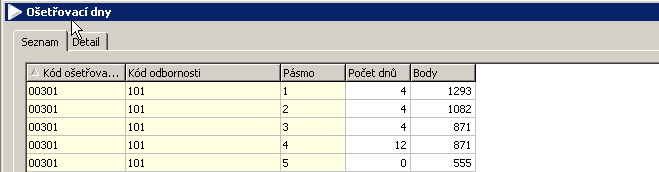 Ošetřovací dny
Seznam Detail
Kód ošetřova... Kód odbornosti Pásmo Počet dnů Body
00301 101 1 4 1293
00301 101 2 4 1082
00301 101 3 4 871
00301 101 4 12 871
00301 101 5 0 555